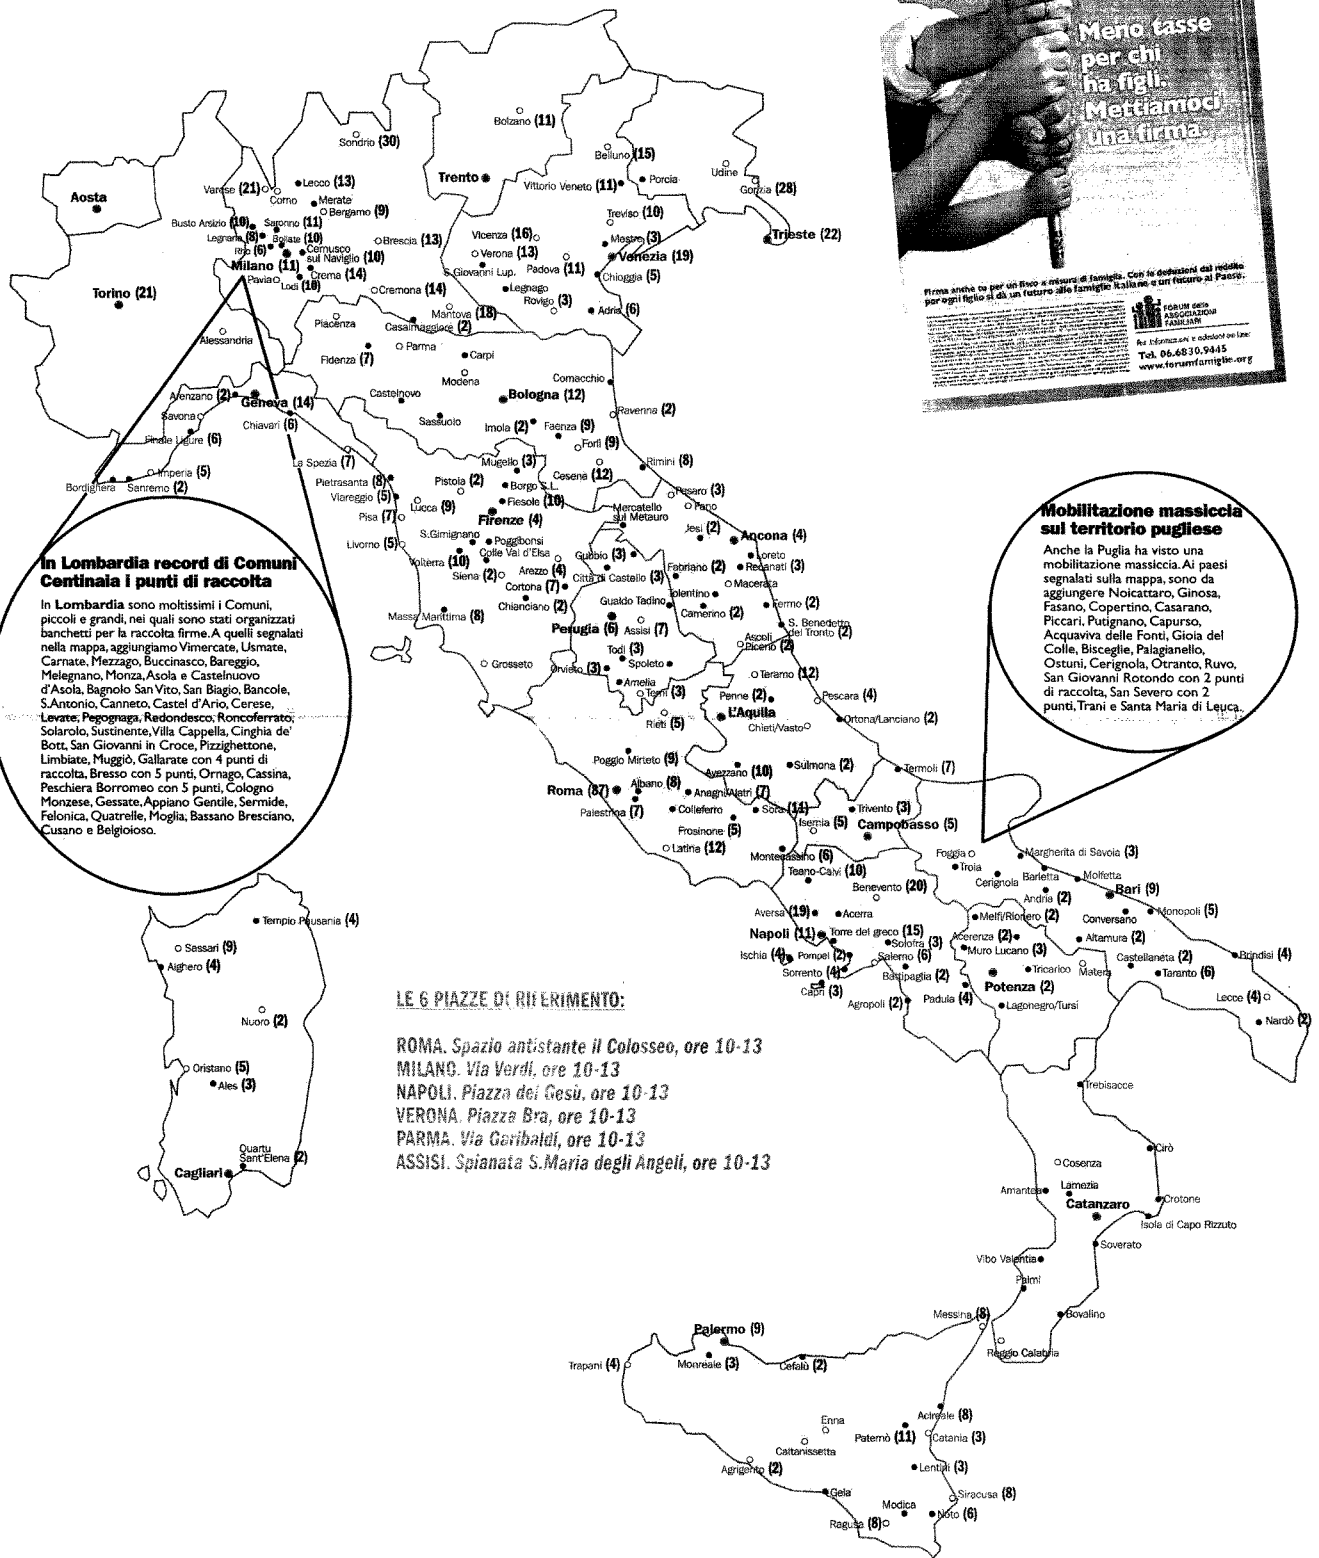 Meno tasse
per chi
ha figli.
Mettiamoci
una firma.
Firma anche tu per un fisco a misura di famiglia. Con le deduzioni dal reddito
per ogni figlio si dà un futuro alle famiglie italiane e un futuro al Paese.
FORUM delle
ASSOCIAZIONI
FAMILIARI
Per informazioni e adesioni on line:
Tel. 06.6830.9445
www.forumfamiglie.org
Bolzano (11)
Sondrio (30)
Belluno (15)
Trento
Vittorio Veneto (11)
Porcia
Udine
Gorizia (28)
Aosta
Varese (21)
Como
Lecco (13)
Merate
Bergamo (9)
Treviso (10)
Trieste (22)
Busto Arsizio (10)
Saronno (11)
Legnano (8)
Bollate (10)
Rho (6)
Cernusco
sul Naviglio (10)
Brescia (13)
Vicenza (16)
Verona (13)
Mestre (3)
Venezia (19)
Milano (11)
Crema (14)
S.Giovanni Lup.
Padova (11)
Chioggia (5)
Pavia
Lodi (10)
Torino (21)
Cremona (14)
Legnago
Rovigo (3)
Adria (6)
Mantova (18)
Casalmaggiore (2)
Piacenza
Alessandria
Fidenza (7)
Parma
Carpi
Modena
Comacchio
Castelnovo
Bologna (12)
Arenzano (2)
Genova (14)
Savona
Chiavari (6)
Sassuolo
Ravenna (2)
Imola (2)
Faenza (9)
Forlì (9)
Finale Ligure (6)
La Spezia (7)
Mugello (3)
Cesena (12)
Rimini (8)
Imperia (5)
Bordighera
Sanremo (2)
Pietrasanta (8)
Viareggio (5)
Pistoia (2)
Borgo S.L.
Lucca (9)
Fiesole (10)
Pesaro (3)
Fano
Pisa (7)
Firenze (4)
Mercatello
sul Metauro
Jesi (2)
Ancona (4)
S.Gimignano
Poggibonsi
Livorno (5)
Colle Val d'Elsa
Volterra (10)
Gubbio (3)
Loreto
Recanati (3)
Siena (2)
Arezzo (4)
Città di Castello (3)
Fabriano (2)
Macerata
Cortona (7)
Chianciano (2)
Gualdo Tadino
Tolentino
Camerino (2)
Fermo (2)
Massa Marittima (8)
Perugia (6)
Assisi (7)
S. Benedetto
del Tronto (2)
Ascoli
Piceno (2)
Todi (3)
Spoleto
Grosseto
Orvieto (3)
Amelia
Teramo (12)
Terni (3)
Penne (2)
Pescara (4)
Rieti (5)
L'Aquila
Chieti/Vasto
Ortona/Lanciano (2)
Poggio Mirteto (9)
Avezzano (10)
Sulmona (2)
Termoli (7)
Roma (87)
Albano (8)
Anagni/Alatri (7)
Palestrina (7)
Colleferro
Sora (11)
Trivento (3)
Frosinone (5)
Isernia (5)
Campobasso (5)
Latina (12)
Montecassino (6)
Teano-Calvi (10)
Benevento (20)
Foggia
Troia
Margherita di Savoia (3)
Cerignola
Barletta
Molfetta
Andria (2)
Bari (9)
Aversa (19)
Acerra
Melfi/Rionero (2)
Conversano
Monopoli (5)
Napoli (11)
Torre del greco (15)
Solofra (3)
Acerenza (2)
Altamura (2)
Ischia (4)
Pompei (2)
Salerno (6)
Muro Lucano (3)
Castellaneta (2)
Brindisi (4)
Sorrento (4)
Battipaglia (2)
Potenza (2)
Tricarico
Matera
Taranto (6)
Capri (3)
Agropoli (2)
Padula (4)
Lagonegro/Tursi
Lecce (4)
Nardò (2)
In Lombardia record di Comuni
Centinaia i punti di raccolta
In Lombardia sono moltissimi i Comuni,
piccoli e grandi, nei quali sono stati organizzati
banchetti per la raccolta firme. A quelli segnalati
nella mappa, aggiungiamo Vimercate, Usmate,
Carnate, Mezzago, Buccinasco, Bareggio,
Melegnano, Monza, Asola e Castelnuovo
d'Asola, Bagnolo San Vito, San Biagio, Bancole,
S.Antonio, Canneto, Castel d'Ario, Cerese,
Levate, Pegognaga, Redondesco, Roncoferrato,
Solarolo, Sustinente, Villa Cappella, Cinghia de'
Bott, San Giovanni in Croce, Pizzighettone,
Limbiate, Muggiò, Gallarate con 4 punti di
raccolta, Bresso con 5 punti, Ornago, Cassina,
Peschiera Borromeo con 5 punti, Cologno
Monzese, Gessate, Appiano Gentile, Sermide,
Felonica, Quatrelle, Moglia, Bassano Bresciano,
Cusano e Belgioioso.
Mobilitazione massiccia
sul territorio pugliese
Anche la Puglia ha visto una
mobilitazione massiccia. Ai paesi
segnalati sulla mappa, sono da
aggiungere Noicattaro, Ginosa,
Fasano, Copertino, Casarano,
Piccari, Putignano, Capurso,
Acquaviva delle Fonti, Gioia del
Colle, Bisceglie, Palagianello,
Ostuni, Cerignola, Otranto, Ruvo,
San Giovanni Rotondo con 2 punti
di raccolta, San Severo con 2
punti, Trani e Santa Maria di Leuca.
Tempio Pausania (4)
Sassari (9)
Alghero (4)
Nuoro (2)
Oristano (5)
Ales (3)
Quartu
Sant'Elena (2)
Cagliari
LE 6 PIAZZE DI RIFERIMENTO:
ROMA. Spazio antistante il Colosseo, ore 10-13
MILANO. Via Verdi, ore 10-13
NAPOLI. Piazza del Gesù, ore 10-13
VERONA. Piazza Bra, ore 10-13
PARMA. Via Garibaldi, ore 10-13
ASSISI. Spianata S.Maria degli Angeli, ore 10-13
Trebisacce
Cirò
Cosenza
Lamezia
Amantea
Crotone
Catanzaro
Isola di Capo Rizzuto
Soverato
Vibo Valentia
Palmi
Messina (8)
Bovalino
Reggio Calabria
Palermo (9)
Trapani (4)
Monreale (3)
Cefalù (2)
Acireale (8)
Enna
Paternò (11)
Catania (3)
Caltanissetta
Agrigento (2)
Lentini (3)
Gela
Siracusa (8)
Modica
Noto (6)
Ragusa (8)